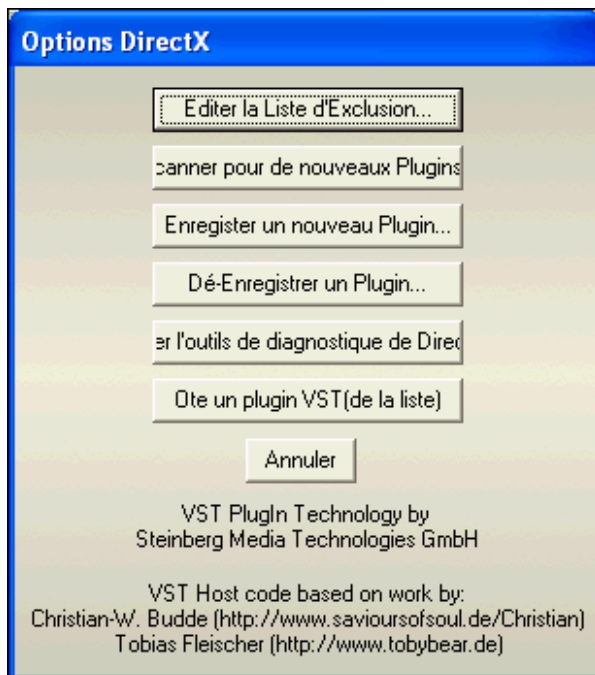 Options DirectX
Editer la Liste d'Exclusion...
canner pour de nouveaux Plugins
Enregister un nouveau Plugin...
Dé-Enregistrer un Plugin...
er l'outils de diagnostique de Direc
Ote un plugin VST(de la liste)
Annuler
VST PlugIn Technology by
Steinberg Media Technologies GmbH
VST Host code based on work by:
Christian-W. Budde (http://www.savioursofsoul.de/Christian)
Tobias Fleischer (http://www.tobybear.de)